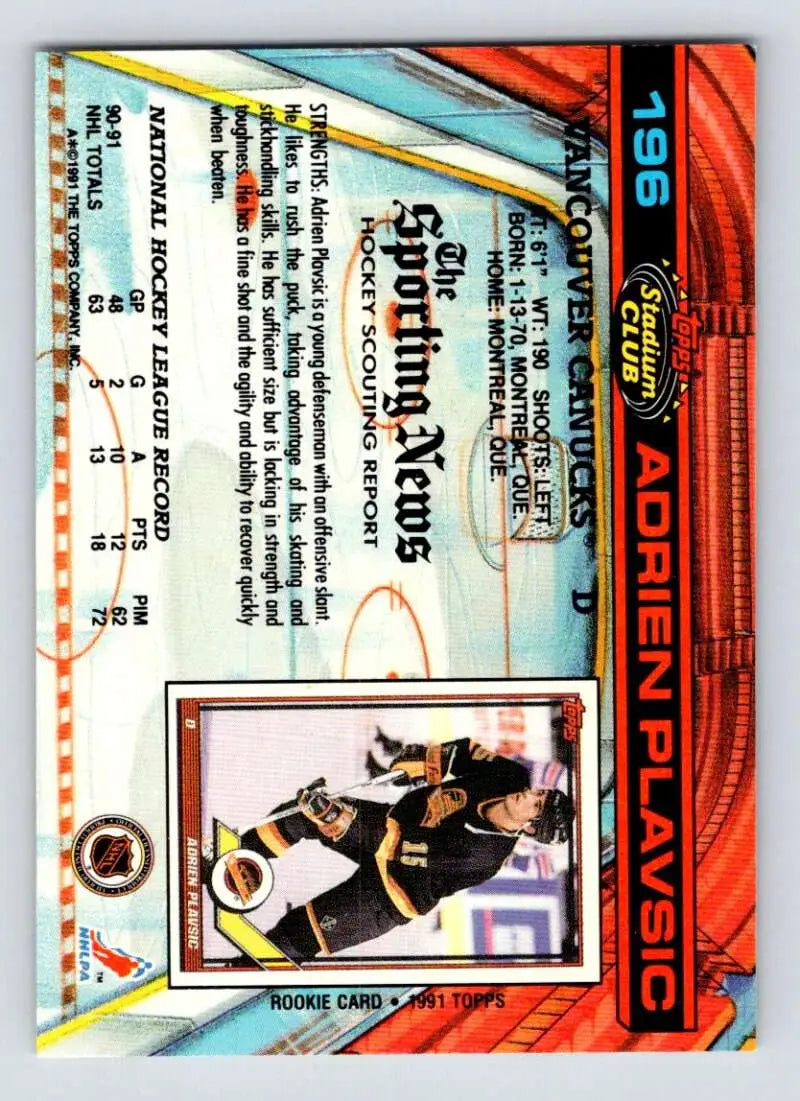 196
topps
Stadium
CLUB
ADRIEN PLAVSIC
VANCOUVER CANUCKS® D
HT: 6'1" WT: 190 SHOOTS: LEFT
BORN: 1-13-70, MONTREAL, QUE.
HOME: MONTREAL, QUE.
The
Sporting News
HOCKEY SCOUTING REPORT
STRENGTHS: Adrien Plavsic is a young defenseman with an offensive slant.
He likes to rush the puck, taking advantage of his skating and
stickhandling skills. He has sufficient size but is lacking in strength and
toughness. He has a fine shot and the agility and ability to recover quickly
when beaten.
NATIONAL HOCKEY LEAGUE RECORD
GP G A PTS PIM
90-91 48 2 10 12 62
NHL TOTALS 63 5 13 18 72
A*©1991 THE TOPPS COMPANY, INC.
topps
15
15
D
ADRIEN PLAVSIC
ROOKIE CARD • 1991 TOPPS
NHL
NHLPA
TM